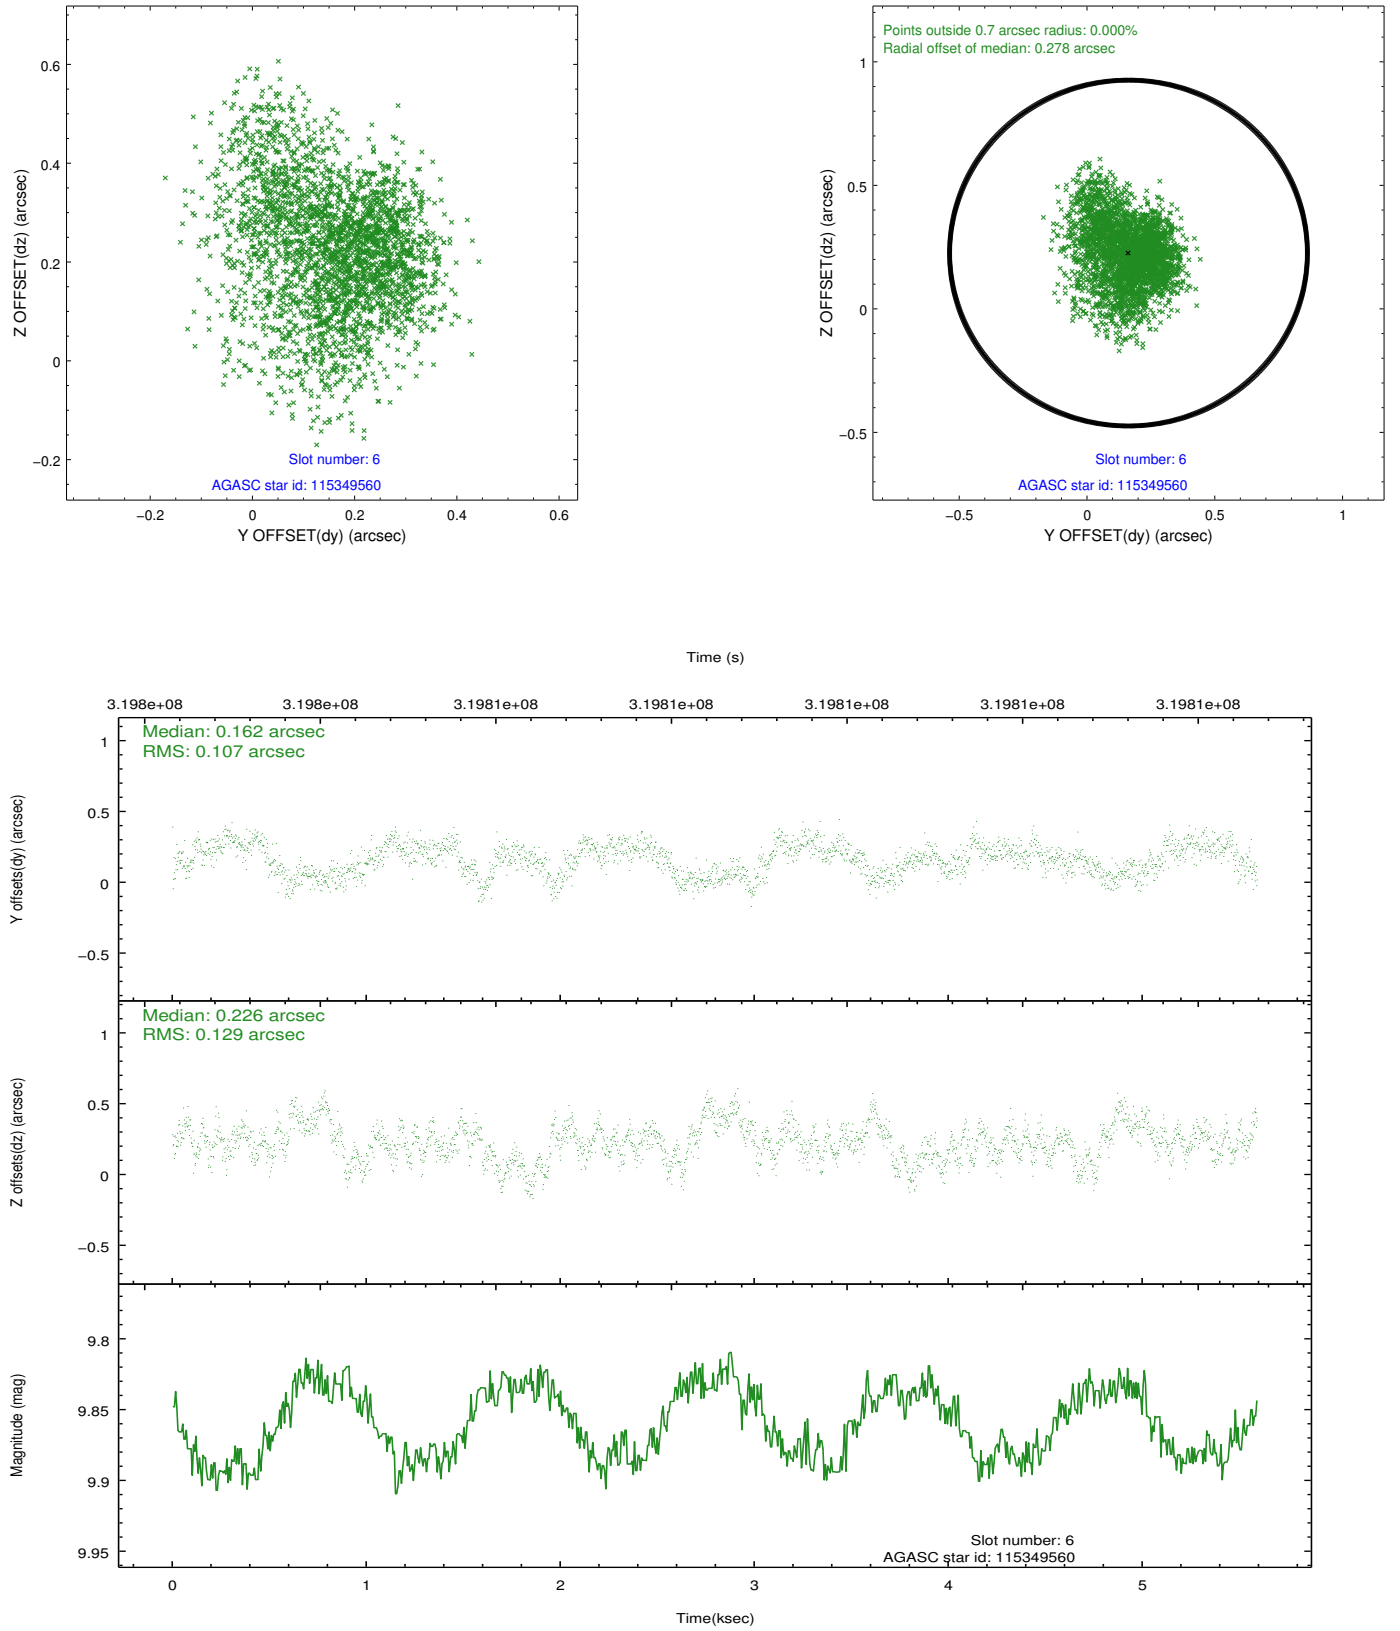 0.6
0.4
0.2
0
−0.2
Z OFFSET(dz) (arcsec)
Slot number: 6
AGASC star id: 115349560
−0.2 0 0.2 0.4 0.6
Y OFFSET(dy) (arcsec)
Points outside 0.7 arcsec radius: 0.000%
Radial offset of median: 0.278 arcsec
1
0.5
0
−0.5
Z OFFSET(dz) (arcsec)
Slot number: 6
AGASC star id: 115349560
−0.5 0 0.5 1
Y OFFSET(dy) (arcsec)
Time (s)
3.198e+08 3.198e+08 3.1981e+08 3.1981e+08 3.1981e+08 3.1981e+08 3.1981e+08
Median: 0.162 arcsec
RMS: 0.107 arcsec
1
0.5
0
−0.5
Y offsets(dy) (arcsec)
Median: 0.226 arcsec
RMS: 0.129 arcsec
1
0.5
0
−0.5
Z offsets(dz) (arcsec)
9.8
9.85
9.9
9.95
Magnitude (mag)
Slot number: 6
AGASC star id: 115349560
0 1 2 3 4 5
Time(ksec)